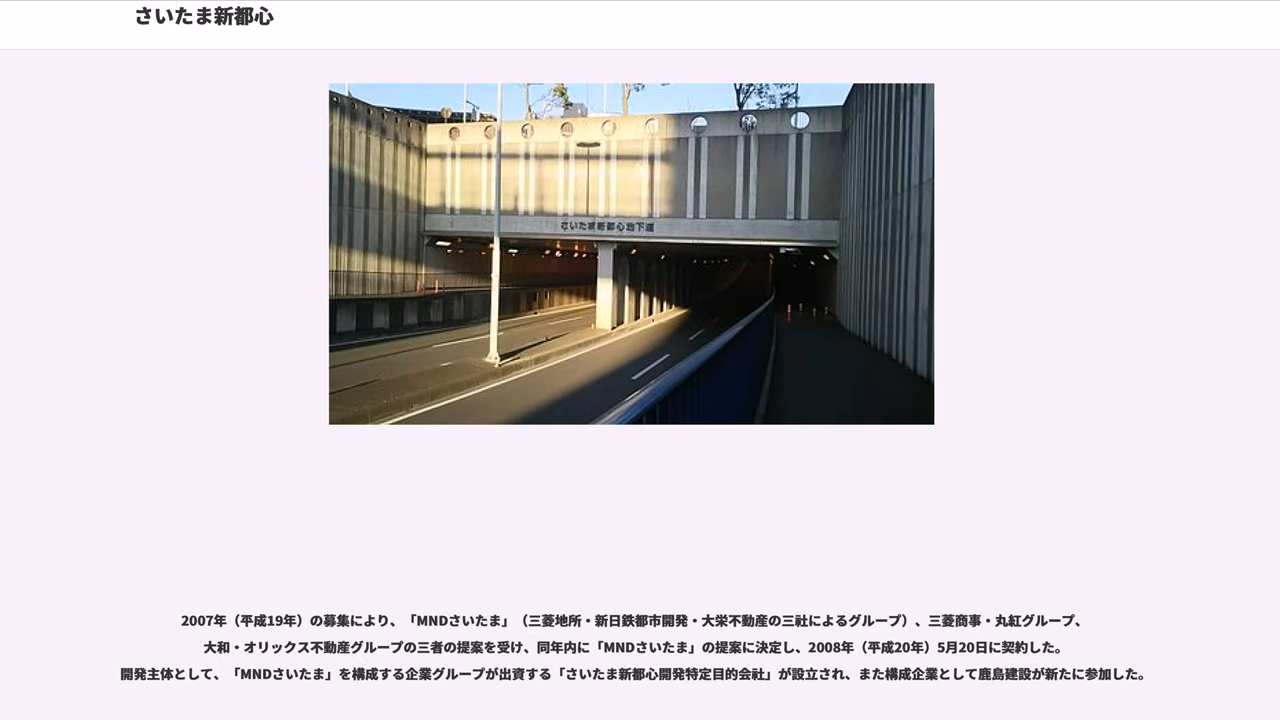 さいたま新都心
さいたま新都心地下道
2007年（平成19年）の募集により、「MNDさいたま」（三菱地所・新日鉄都市開発・大栄不動産の三社によるグループ）、三菱商事・丸紅グループ、
大和・オリックス不動産グループの三者の提案を受け、同年内に「MNDさいたま」の提案に決定し、2008年（平成20年）5月20日に契約した。
開発主体として、「MNDさいたま」を構成する企業グループが出資する「さいたま新都心開発特定目的会社」が設立され、また構成企業として鹿島建設が新たに参加した。